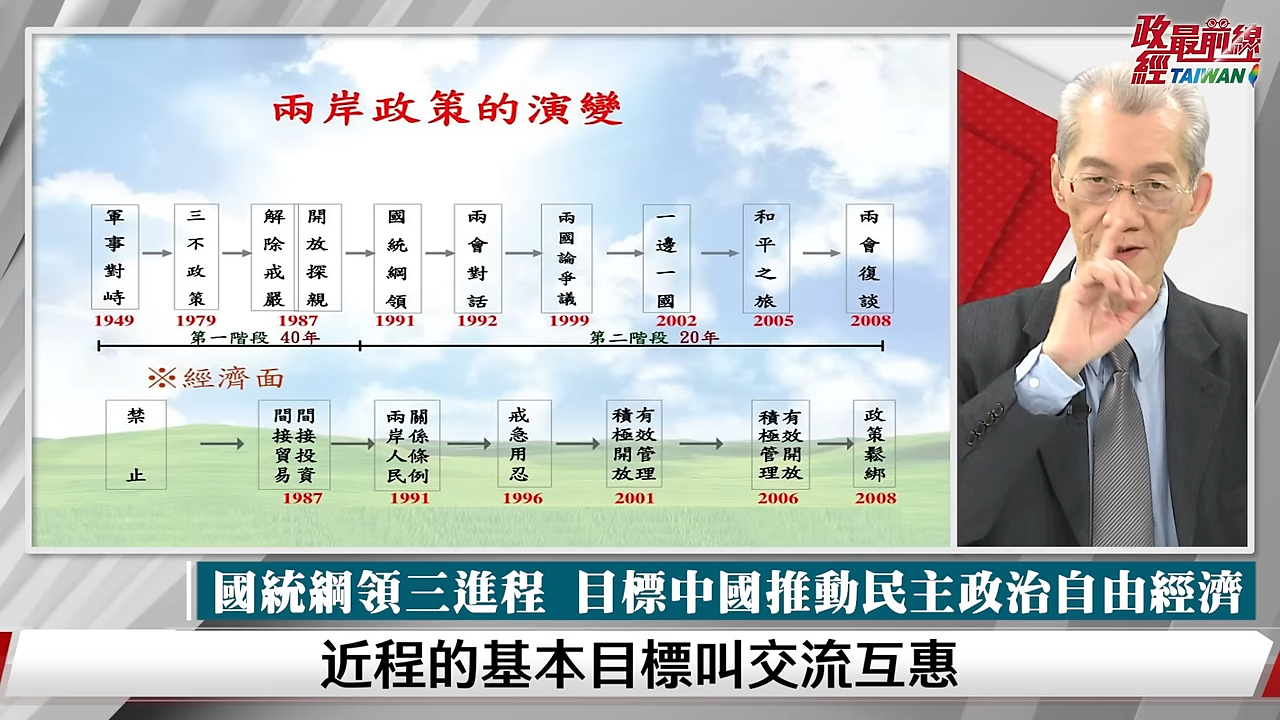 政經最前線
TAIWAN
兩岸政策的演變
軍事對峙
三不政策
解除戒嚴
開放探親
國統綱領
兩會對話
兩國論爭議
一邊一國
和平之旅
兩會復談
1949
1979
1987
1991
1992
1999
2002
2005
2008
第一階段 40年
第二階段 20年
※經濟面
禁止
間接貿易
間接投資
兩岸人民
關係條例
戒急用忍
積極開放
有效管理
積極管理
有效開放
政策鬆綁
1987
1991
1996
2001
2006
2008
國統綱領三進程 目標中國推動民主政治自由經濟
近程的基本目標叫交流互惠